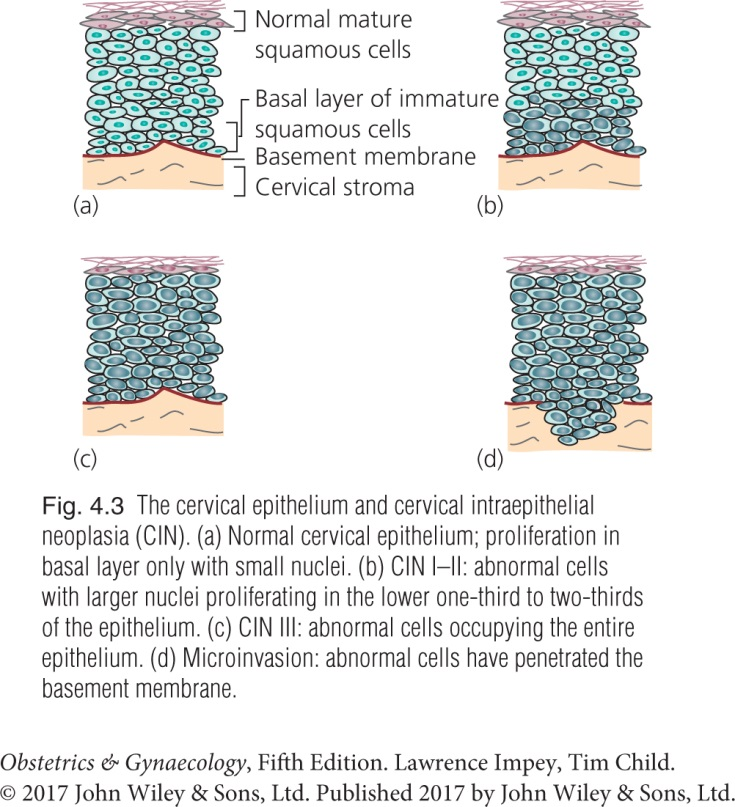 Normal mature
squamous cells
Basal layer of immature
squamous cells
Basement membrane
Cervical stroma
(a)
(b)
(c)
(d)
Fig. 4.3 The cervical epithelium and cervical intraepithelial
neoplasia (CIN). (a) Normal cervical epithelium; proliferation in
basal layer only with small nuclei. (b) CIN I–II: abnormal cells
with larger nuclei proliferating in the lower one-third to two-thirds
of the epithelium. (c) CIN III: abnormal cells occupying the entire
epithelium. (d) Microinvasion: abnormal cells have penetrated the
basement membrane.
Obstetrics & Gynaecology, Fifth Edition. Lawrence Impey, Tim Child.
© 2017 John Wiley & Sons, Ltd. Published 2017 by John Wiley & Sons, Ltd.